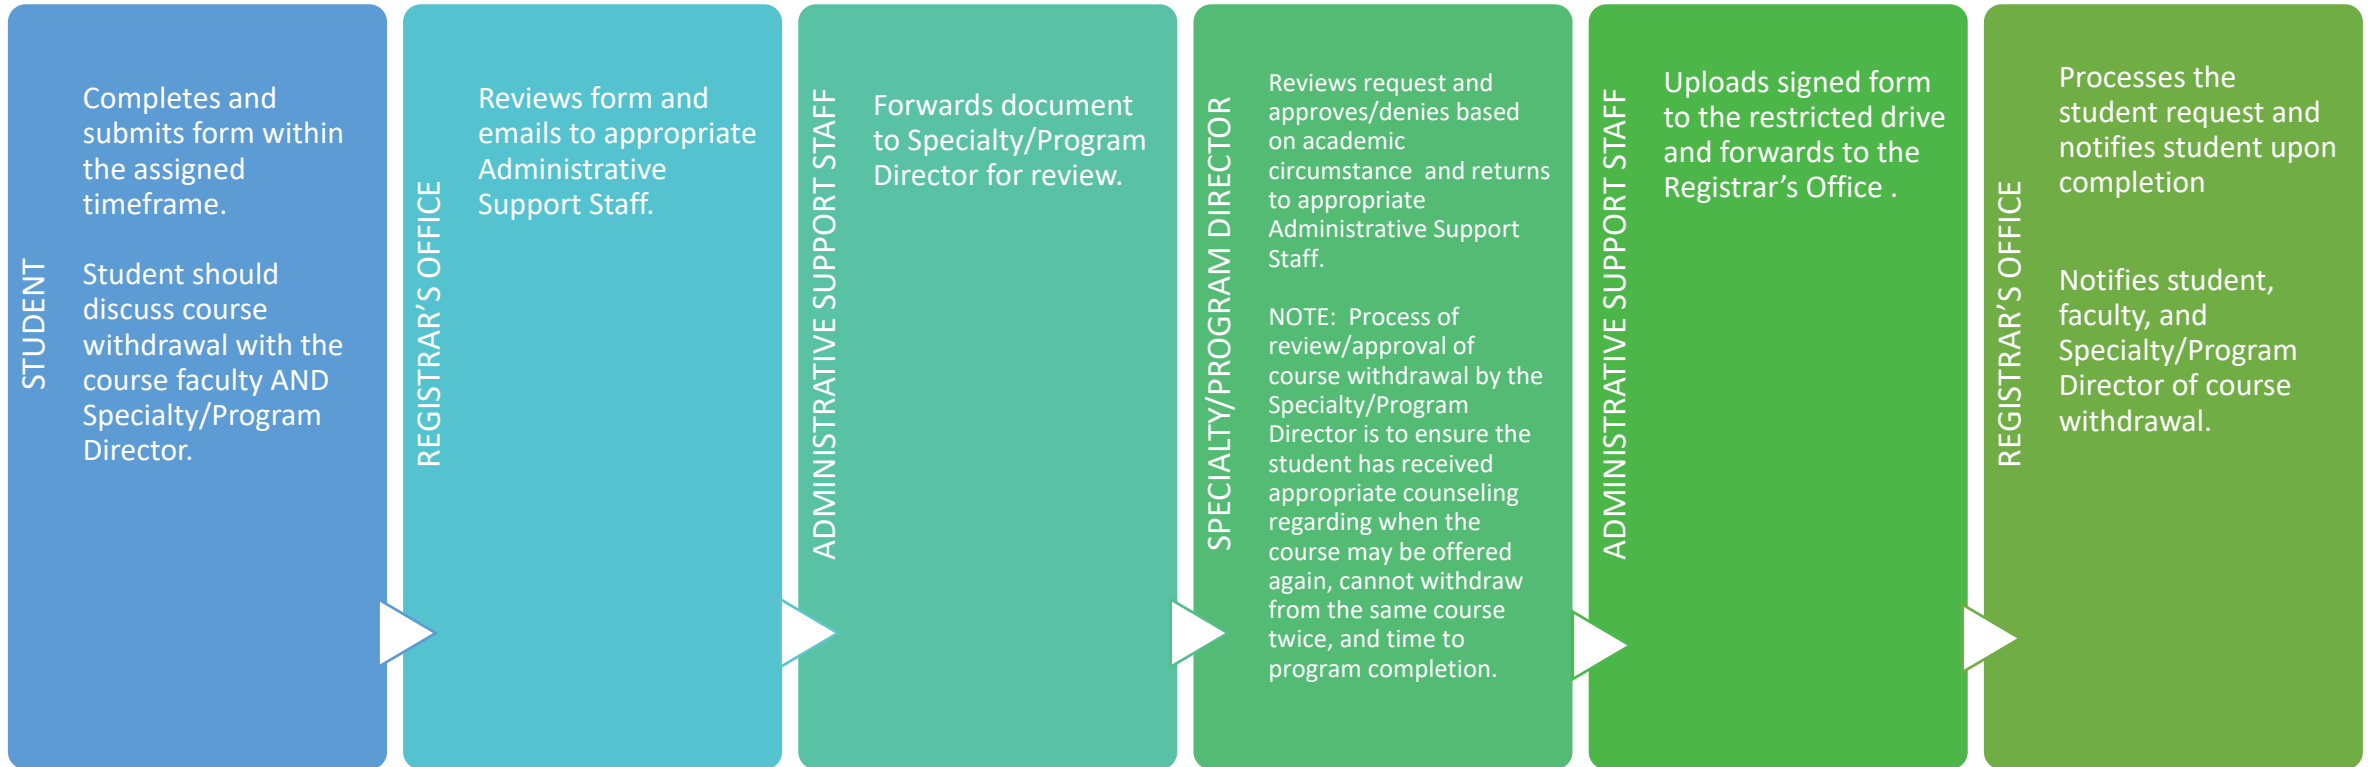 STUDENT
Completes and
submits form within
the assigned
timeframe.
Student should
discuss course
withdrawal with the
course faculty AND
Specialty/Program
Director.
REGISTRAR’S OFFICE
Reviews form and
emails to appropriate
Administrative
Support Staff.
ADMINISTRATIVE SUPPORT STAFF
Forwards document
to Specialty/Program
Director for review.
SPECIALTY/PROGRAM DIRECTOR
Reviews request and
approves/denies based
on academic
circumstance  and returns
to appropriate
Administrative Support
Staff.
NOTE:  Process of
review/approval of
course withdrawal by the
Specialty/Program
Director is to ensure the
student has received
appropriate counseling
regarding when the
course may be offered
again, cannot withdraw
from the same course
twice, and time to
program completion.
ADMINISTRATIVE SUPPORT STAFF
Uploads signed form
to the restricted drive
and forwards to the
Registrar’s Office .
REGISTRAR’S OFFICE
Processes the
student request and
notifies student upon
completion
Notifies student,
faculty, and
Specialty/Program
Director of course
withdrawal.